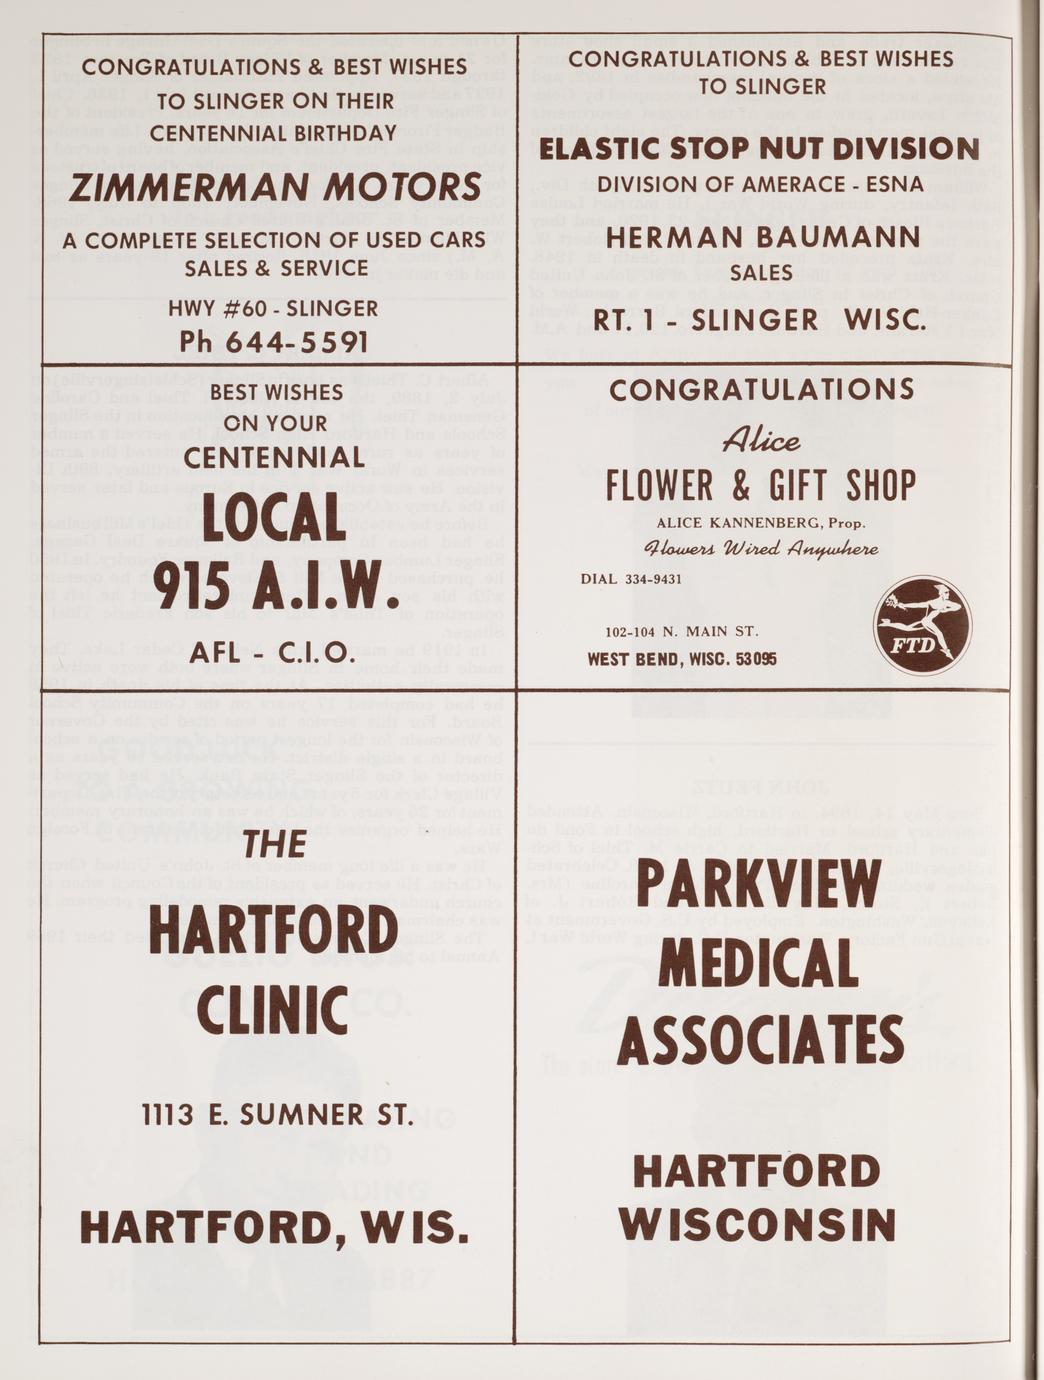 CONGRATULATIONS & BEST WISHES
TO SLINGER ON THEIR
CENTENNIAL BIRTHDAY
ZIMMERMAN MOTORS
A COMPLETE SELECTION OF USED CARS
SALES & SERVICE
HWY #60 - SLINGER
Ph 644-5591
CONGRATULATIONS & BEST WISHES
TO SLINGER
ELASTIC STOP NUT DIVISION
DIVISION OF AMERACE - ESNA
HERMAN BAUMANN
SALES
RT. 1 - SLINGER WISC.
BEST WISHES
ON YOUR
CENTENNIAL
LOCAL
915 A.I.W.
AFL - C.I.O.
CONGRATULATIONS
Alice
FLOWER & GIFT SHOP
ALICE KANNENBERG, Prop.
Flowers Wired Anywhere
DIAL 334-9431
102-104 N. MAIN ST.
WEST BEND, WISC. 53095
FTD
THE
HARTFORD
CLINIC
1113 E. SUMNER ST.
HARTFORD, WIS.
PARKVIEW
MEDICAL
ASSOCIATES
HARTFORD
WISCONSIN